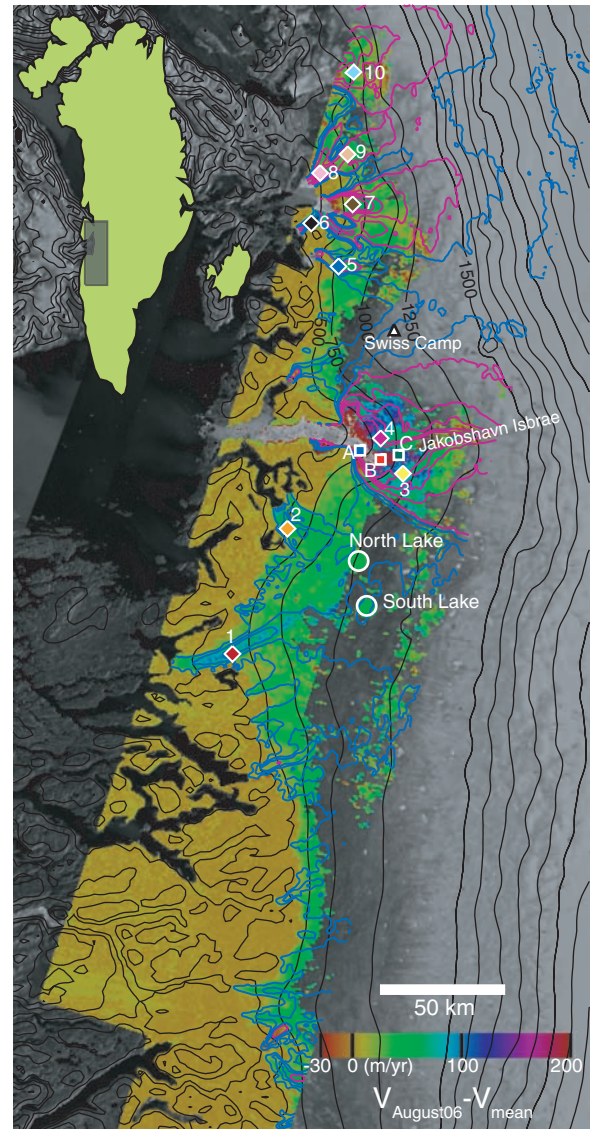 10
9
8
7
6
5
1500
1250
1000
750
500
Swiss Camp
4
A
C
Jakobshavn Isbrae
B
3
2
North Lake
South Lake
1
50 km
-30 0 (m/yr) 100 200
VAugust06-Vmean